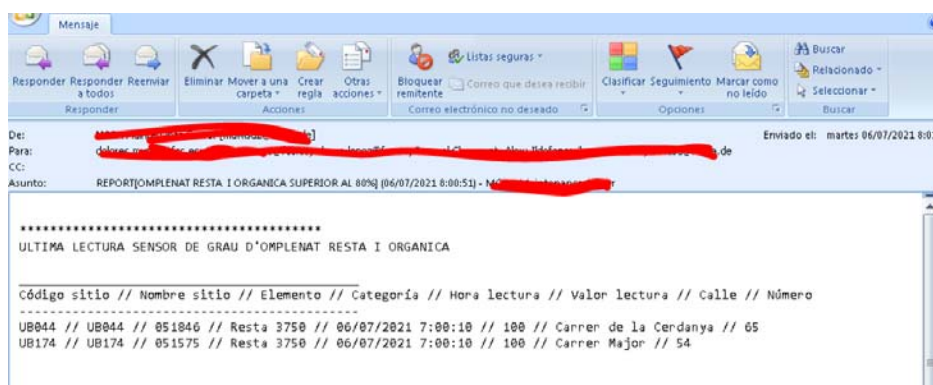 Mensaje
Responder Responder a todos Reenviar
Eliminar Mover a una carpeta Crear regla Otras acciones
Bloquear remitente Listas seguras Correo que desea recibir
Clasificar Seguimiento Marcar como no leído
Buscar Relacionado Seleccionar
Responder Acciones Correo electrónico no deseado Opciones Buscar
De:
Enviado el: martes 06/07/2021 8:0
Para: .de
CC:
Asunto: REPORT[OMPLENAT RESTA I ORGANICA SUPERIOR AL 80%] (06/07/2021 8:00:51) -
****************************************
ULTIMA LECTURA SENSOR DE GRAU D'OMPLENAT RESTA I ORGANICA
Código sitio // Nombre sitio // Elemento // Categoría // Hora lectura // Valor lectura // Calle // Número
---------------------------------------------
UB044 // UB044 // 051846 // Resta 3750 // 06/07/2021 7:00:10 // 100 // Carrer de la Cerdanya // 65
UB174 // UB174 // 051575 // Resta 3750 // 06/07/2021 7:00:10 // 100 // Carrer Major // 54